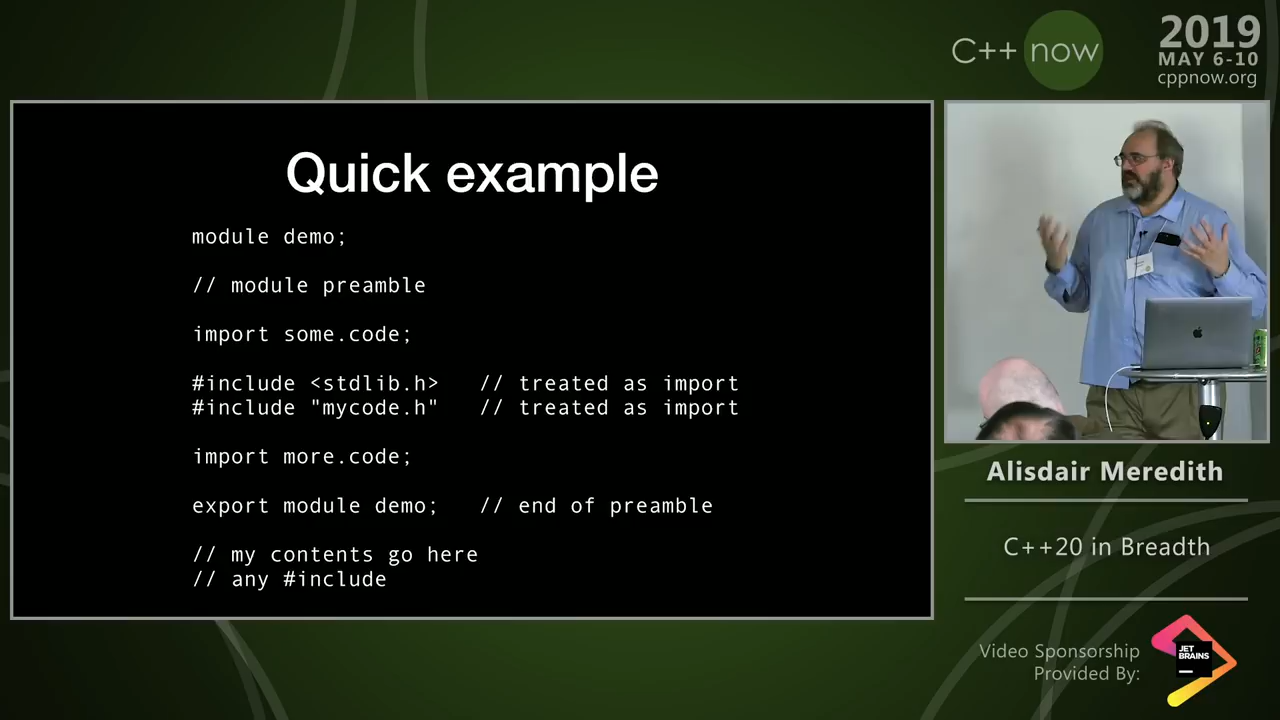 C++ now
2019
MAY 6-10
cppnow.org
Quick example
module demo;
// module preamble
import some.code;
#include <stdlib.h> // treated as import
#include "mycode.h" // treated as import
import more.code;
export module demo; // end of preamble
// my contents go here
// any #include
Alisdair Meredith
C++20 in Breadth
Video Sponsorship
Provided By:
JET
BRAINS